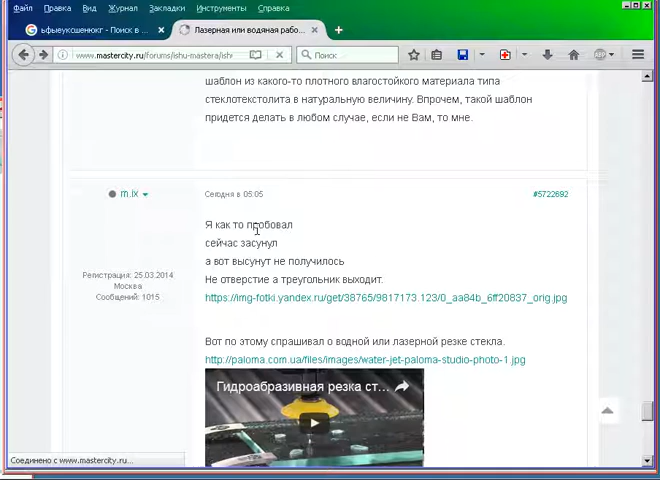 Файл Правка Вид Журнал Закладки Инструменты Справка
ьфыеуксшенюкг - Поиск в ... Лазерная или водяная рабо...
www.mastercity.ru/forums/ishu-mastera/ishu Поиск ABP
шаблон из какого-то плотного влагостойкого материала типа
стеклотекстолита в натуральную величину. Впрочем, такой шаблон
придется делать в любом случае, если не Вам, то мне.
m.ix
Сегодня в 05:05
#5722692
Я как то пробовал
сейчас засунул
а вот высунут не получилось
Не отверстие а треугольник выходит.
https://img-fotki.yandex.ru/get/38765/9817173.123/0_aa84b_6ff20837_orig.jpg
Регистрация: 25.03.2014
Москва
Сообщений: 1015
Вот по этому спрашивал о водной или лазерной резке стекла.
http://paloma.com.ua/files/images/water-jet-paloma-studio-photo-1.jpg
Гидроабразивная резка ст...
Соединено с www.mastercity.ru...